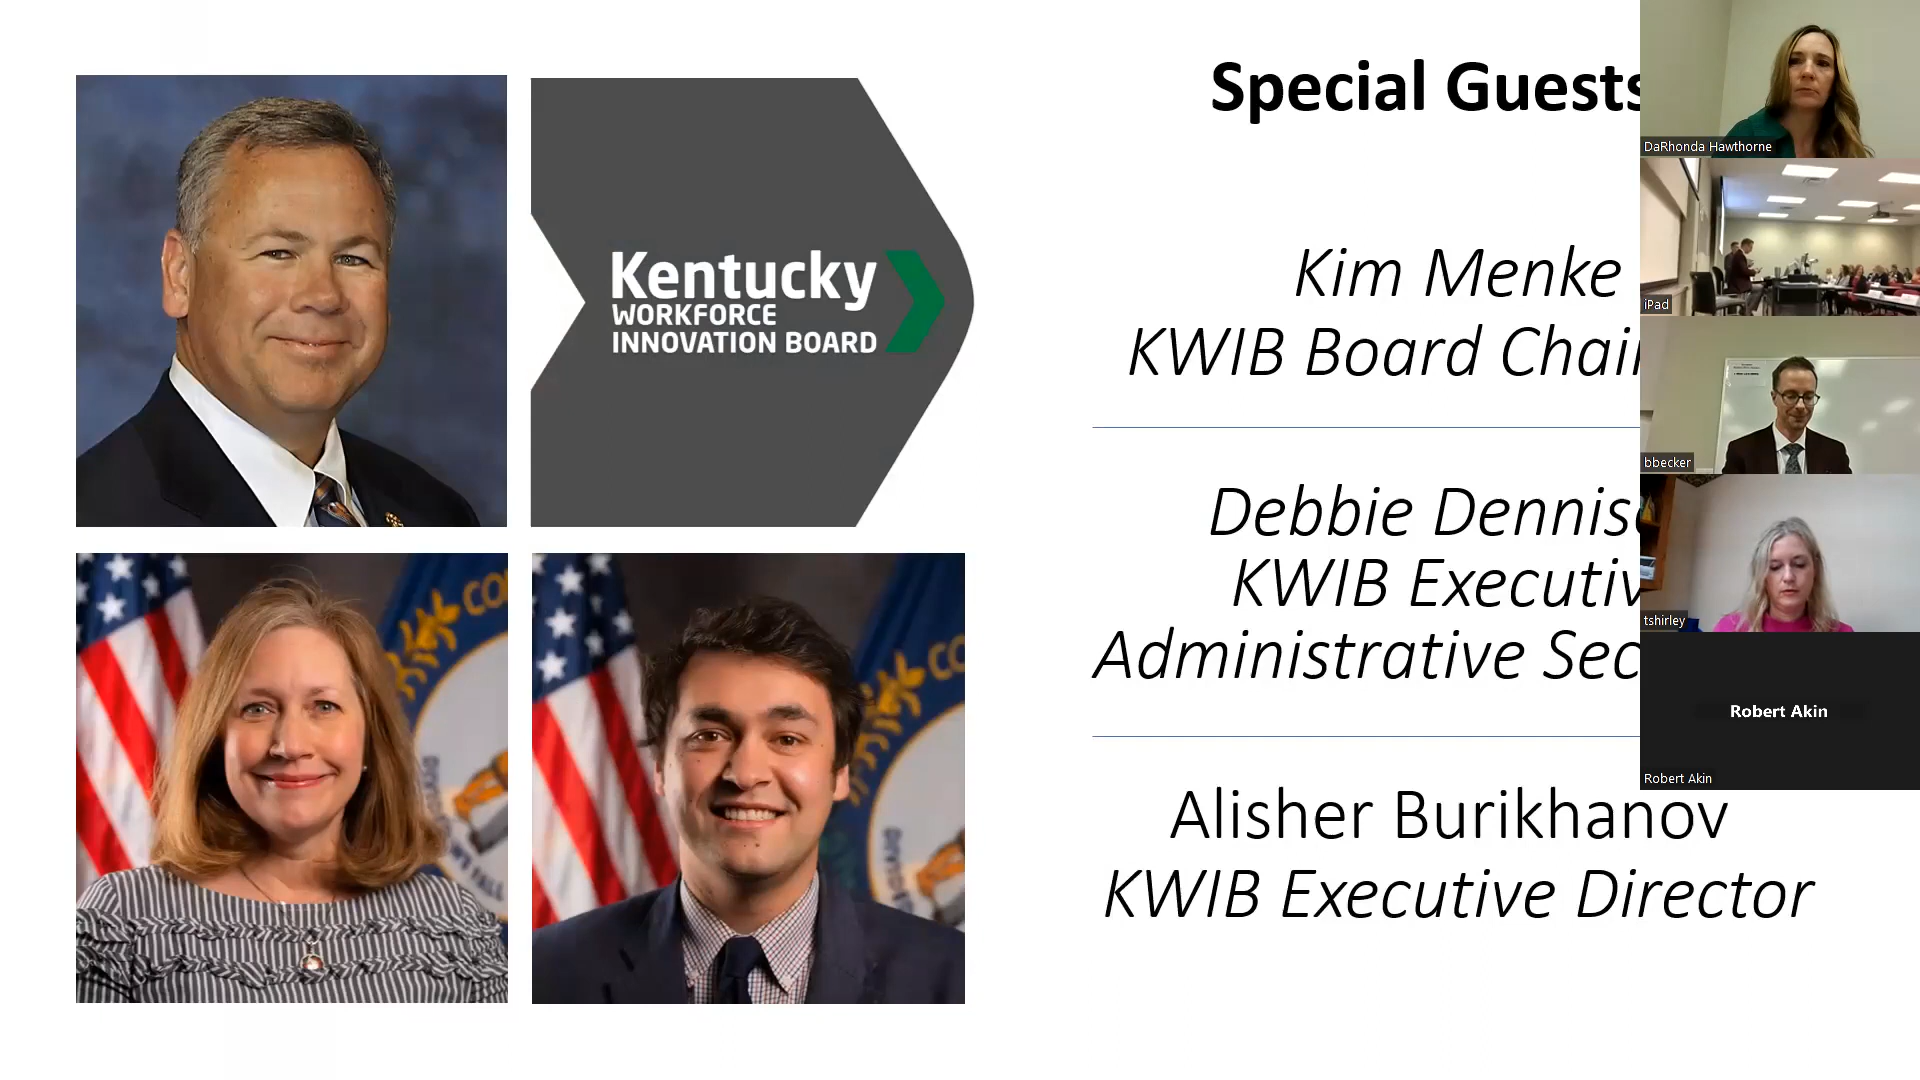 Special Guests
Kim Menke
KWIB Board Chair
Debbie Dennis
KWIB Executiv
Administrative Sec
Alisher Burikhanov
KWIB Executive Director
Kentucky
WORKFORCE
INNOVATION BOARD
DaRhonda Hawthorne
iPad
bbecker
tshirley
Robert Akin
Robert Akin